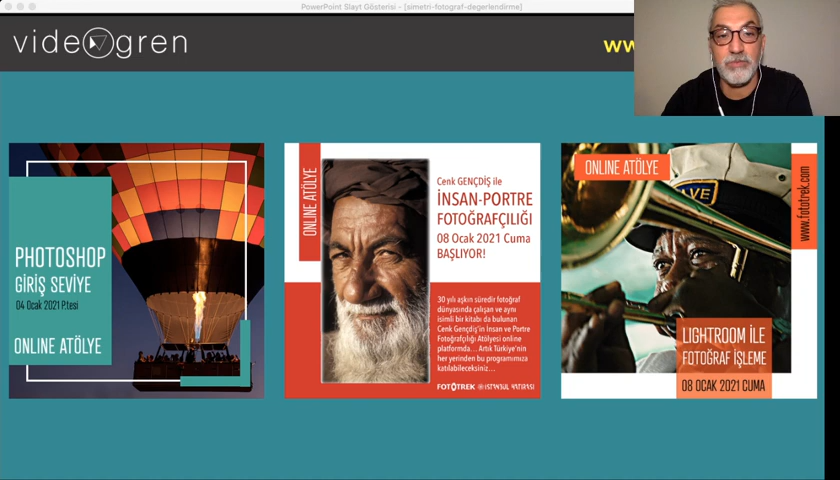 PowerPoint Slayt Gösterisi - [simetri-fotograf-degerlendirme]
videogren
ww
PHOTOSHOP
GİRİŞ SEVİYE
04 Ocak 2021 P.tesi
ONLINE ATÖLYE
ONLINE ATÖLYE
Cenk GENÇDİŞ ile
İNSAN-PORTRE
FOTOĞRAFÇILIĞI
08 Ocak 2021 Cuma
BAŞLIYOR!
30 yılı aşkın süredir fotoğraf
dünyasında çalışan ve aynı
isimli bir kitabı da bulunan
Cenk Gençdiş'in İnsan ve Portre
Fotoğrafçılığı Atölyesi online
platformda... Artık Türkiye'nin
her yerinden bu programımıza
katılabileceksiniz...
FOTOTREK İSTANBUL HATIRASI
ONLINE ATÖLYE
www.fototrek.com
LIGHTROOM İLE
FOTOĞRAF İŞLEME
08 OCAK 2021 CUMA